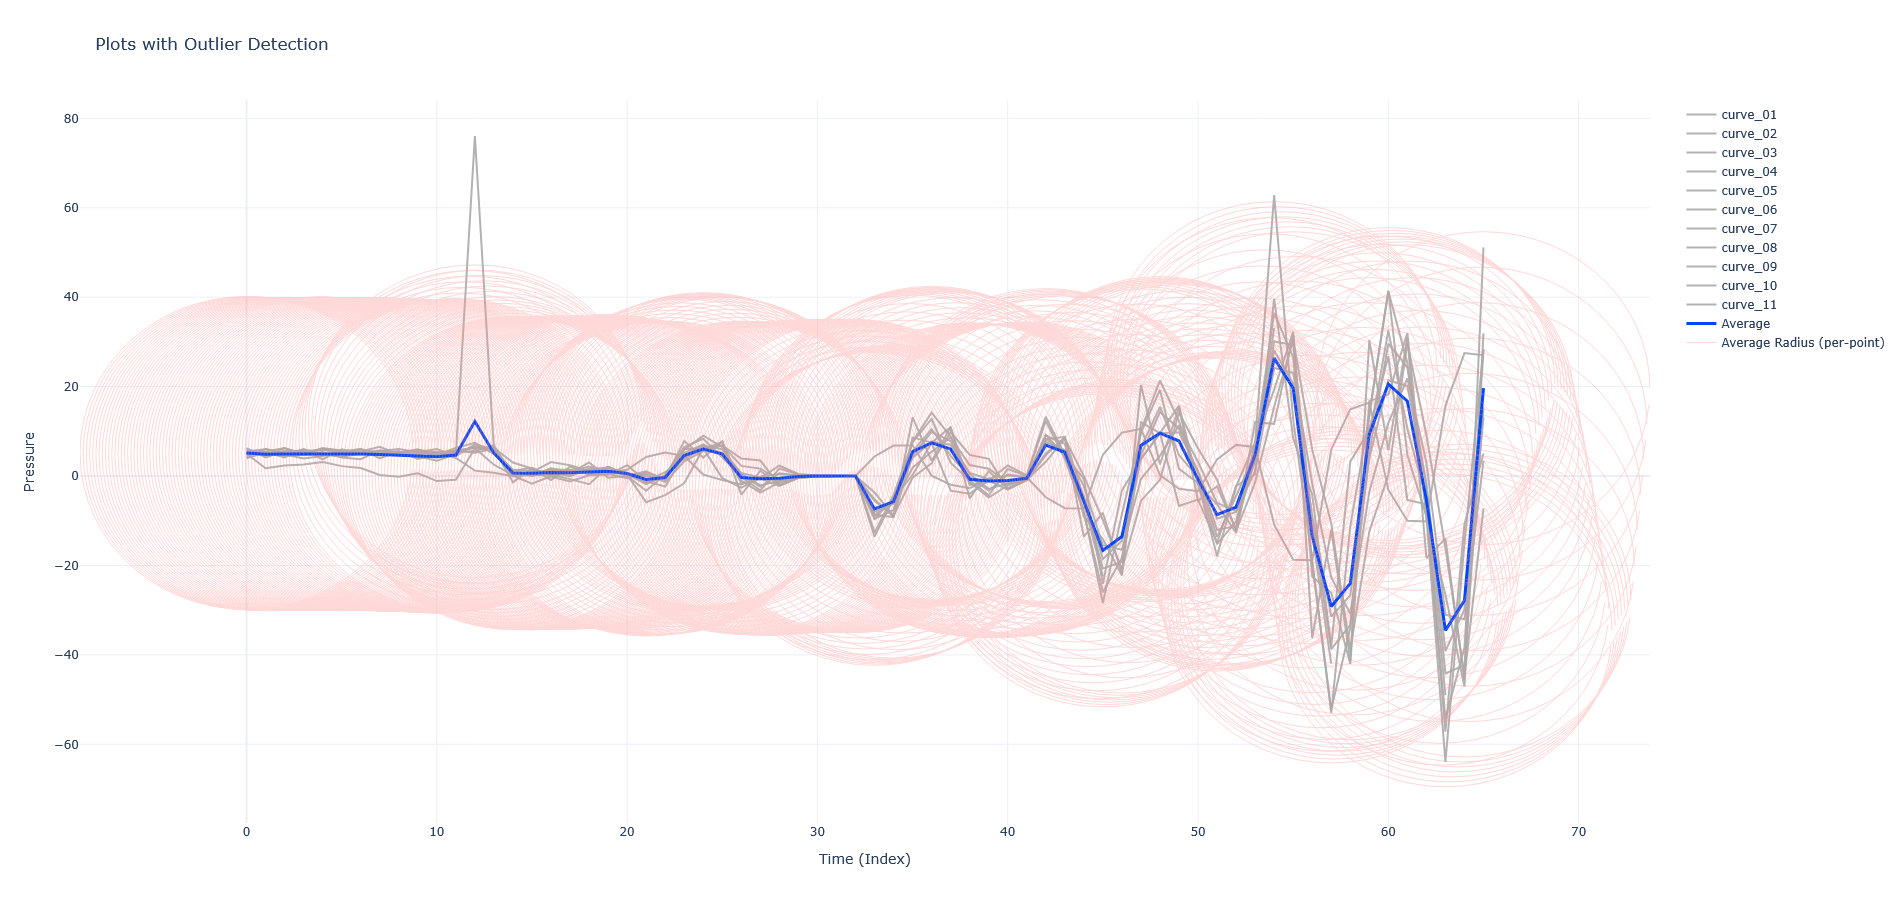 Plots with Outlier Detection
80
60
40
20
0
−20
−40
−60
Pressure
0
10
20
30
40
50
60
70
Time (Index)
curve_01
curve_02
curve_03
curve_04
curve_05
curve_06
curve_07
curve_08
curve_09
curve_10
curve_11
Average
Average Radius (per-point)